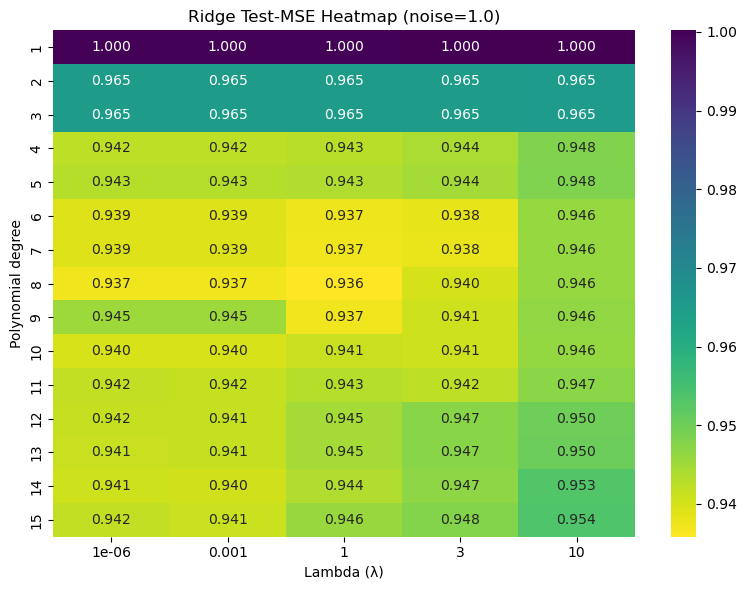 Ridge Test-MSE Heatmap (noise=1.0)
Polynomial degree
1 1.000 1.000 1.000 1.000 1.000
2 0.965 0.965 0.965 0.965 0.965
3 0.965 0.965 0.965 0.965 0.965
4 0.942 0.942 0.943 0.944 0.948
5 0.943 0.943 0.943 0.944 0.948
6 0.939 0.939 0.937 0.938 0.946
7 0.939 0.939 0.937 0.938 0.946
8 0.937 0.937 0.936 0.940 0.946
9 0.945 0.945 0.937 0.941 0.946
10 0.940 0.940 0.941 0.941 0.946
11 0.942 0.942 0.943 0.942 0.947
12 0.942 0.941 0.945 0.947 0.950
13 0.941 0.941 0.945 0.947 0.950
14 0.941 0.940 0.944 0.947 0.953
15 0.942 0.941 0.946 0.948 0.954
1e-06 0.001 1 3 10
Lambda (λ)
1.00
0.99
0.98
0.97
0.96
0.95
0.94